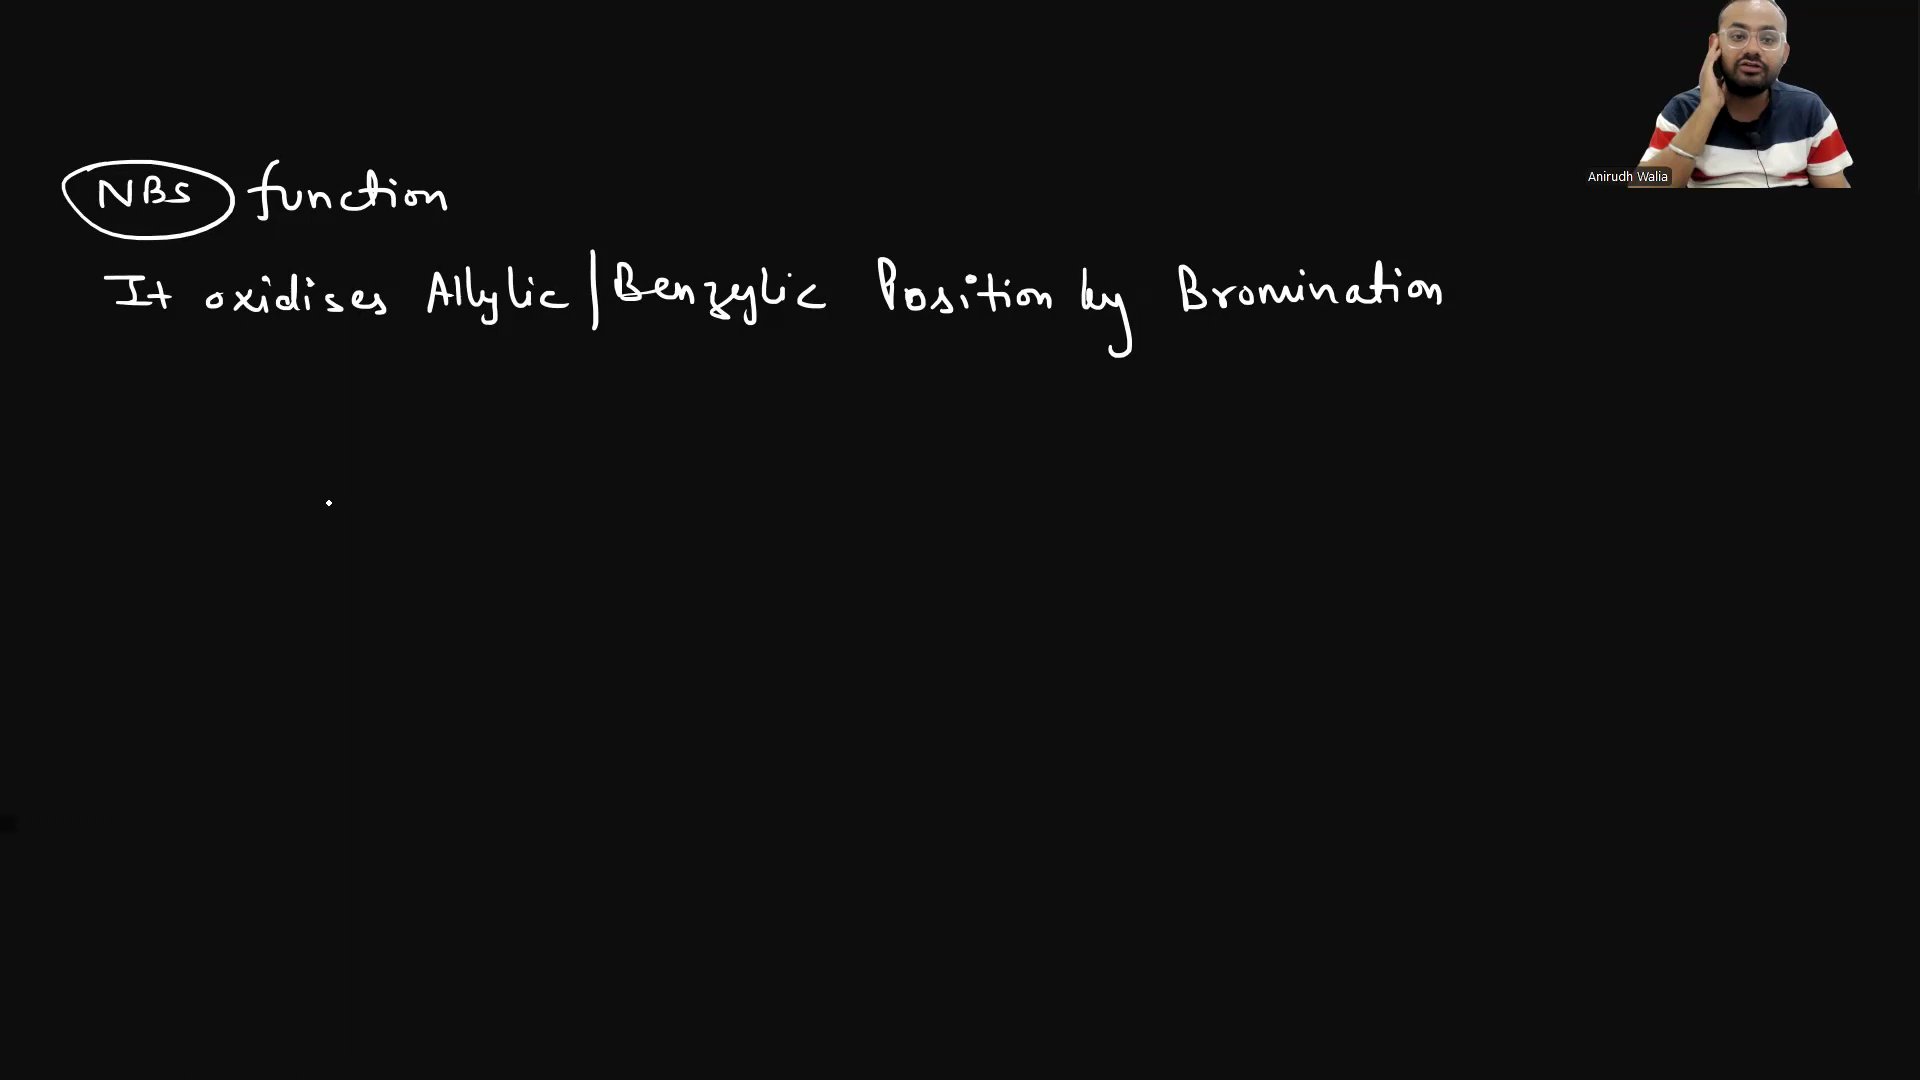 Anirudh Walia
NBS function
It oxidises Allylic | Benzylic Position by Bromination